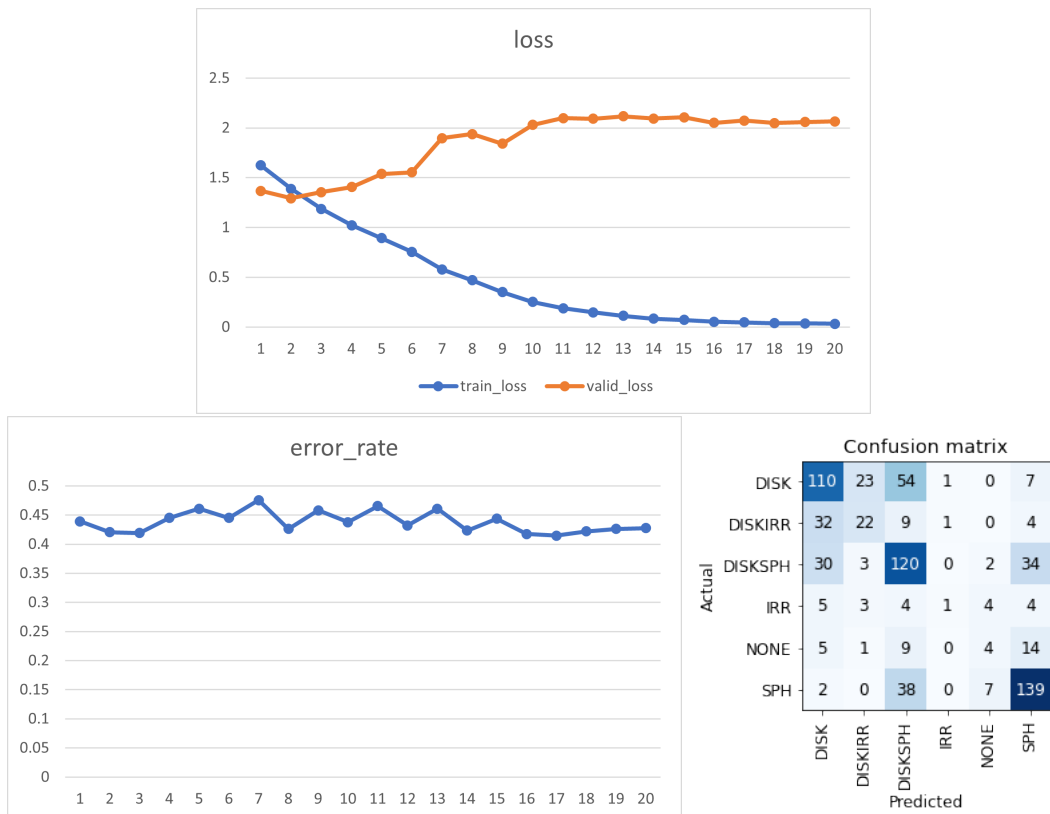 loss
2.5
2
1.5
1
0.5
0
1 2 3 4 5 6 7 8 9 10 11 12 13 14 15 16 17 18 19 20
train_loss valid_loss
error_rate
0.5
0.45
0.4
0.35
0.3
0.25
0.2
0.15
0.1
0.05
0
1 2 3 4 5 6 7 8 9 10 11 12 13 14 15 16 17 18 19 20
Confusion matrix
Actual
DISK 110 23 54 1 0 7
DISKIRR 32 22 9 1 0 4
DISKSPH 30 3 120 0 2 34
IRR 5 3 4 1 4 4
NONE 5 1 9 0 4 14
SPH 2 0 38 0 7 139
DISK DISKIRR DISKSPH IRR NONE SPH
Predicted